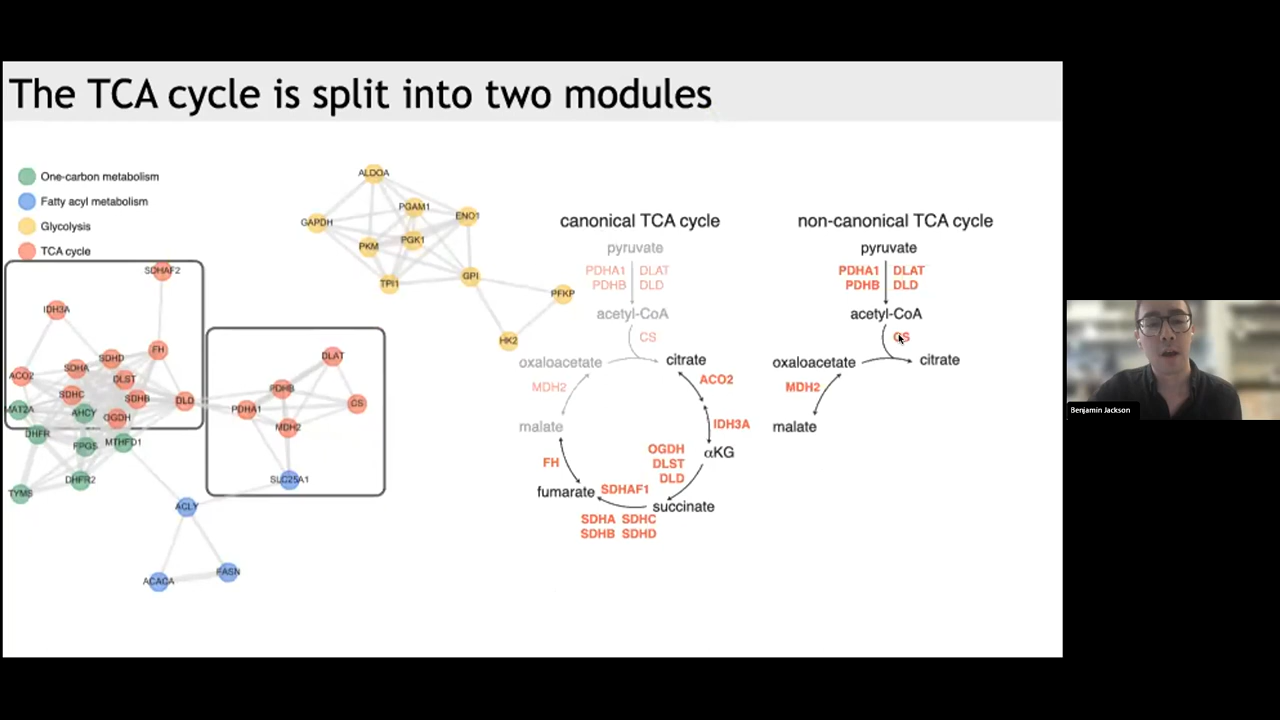 The TCA cycle is split into two modules
One-carbon metabolism
Fatty acyl metabolism
Glycolysis
TCA cycle
ALDOA
PGAM1
GAPDH
ENO1
PKM
PGK1
TPI1
GPI
PFKP
HK2
SDHAF2
IDH3A
FH
SDHD
SDHA
ACO2
DLST
SDHC
SDHB
DLD
MAT2A
AHCY
OGDH
DHFR
FPGS
MTHFD1
DHFR2
TYMS
DLAT
PDHB
PDHA1
CS
MDH2
SLC25A1
ACLY
ACACA
FASN
canonical TCA cycle
pyruvate
PDHA1 DLAT
PDHB DLD
acetyl-CoA
CS
oxaloacetate
citrate
MDH2
ACO2
malate
IDH3A
OGDH
αKG
DLST
FH
DLD
fumarate
SDHAF1
succinate
SDHA SDHC
SDHB SDHD
non-canonical TCA cycle
pyruvate
PDHA1 DLAT
PDHB DLD
acetyl-CoA
CS
oxaloacetate
citrate
MDH2
malate
Benjamin Jackson